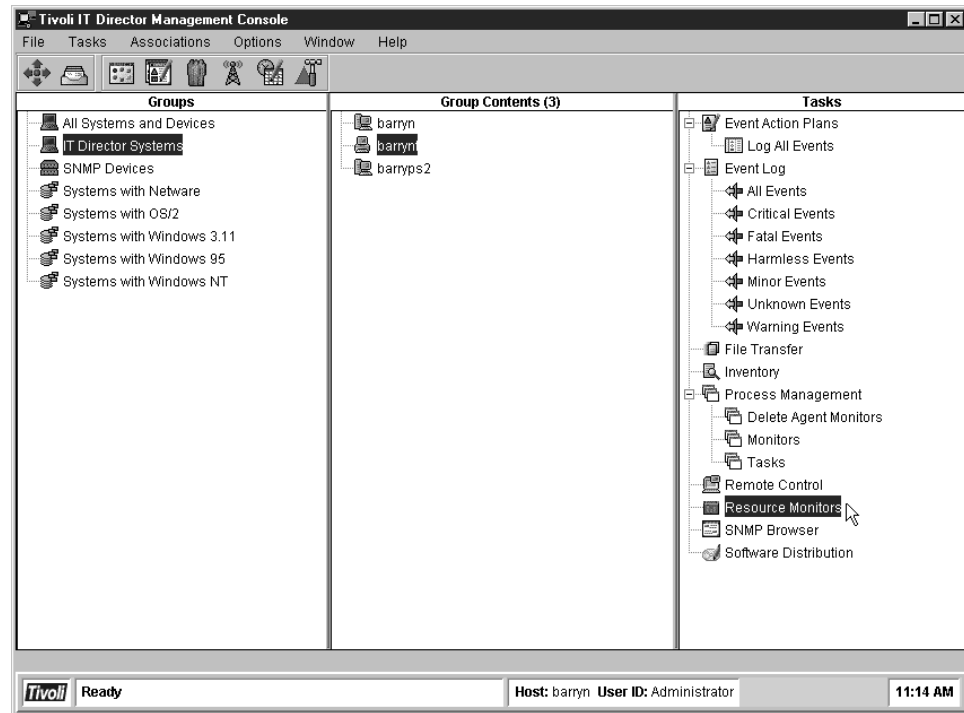 Tivoli IT Director Management Console
File Tasks Associations Options Window Help
Groups
All Systems and Devices
IT Director Systems
SNMP Devices
Systems with Netware
Systems with OS/2
Systems with Windows 3.11
Systems with Windows 95
Systems with Windows NT
Group Contents (3)
barryn
barrynt
barryps2
Tasks
Event Action Plans
Log All Events
Event Log
All Events
Critical Events
Fatal Events
Harmless Events
Minor Events
Unknown Events
Warning Events
File Transfer
Inventory
Process Management
Delete Agent Monitors
Monitors
Tasks
Remote Control
Resource Monitors
SNMP Browser
Software Distribution
Tivoli Ready Host: barryn User ID: Administrator 11:14 AM